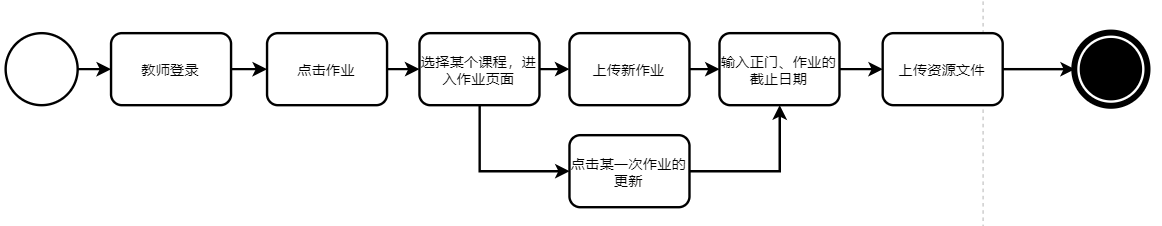 教师登录
点击作业
选择某个课程，进
入作业页面
上传新作业
输入正门、作业的
截止日期
上传资源文件
点击某一次作业的
更新